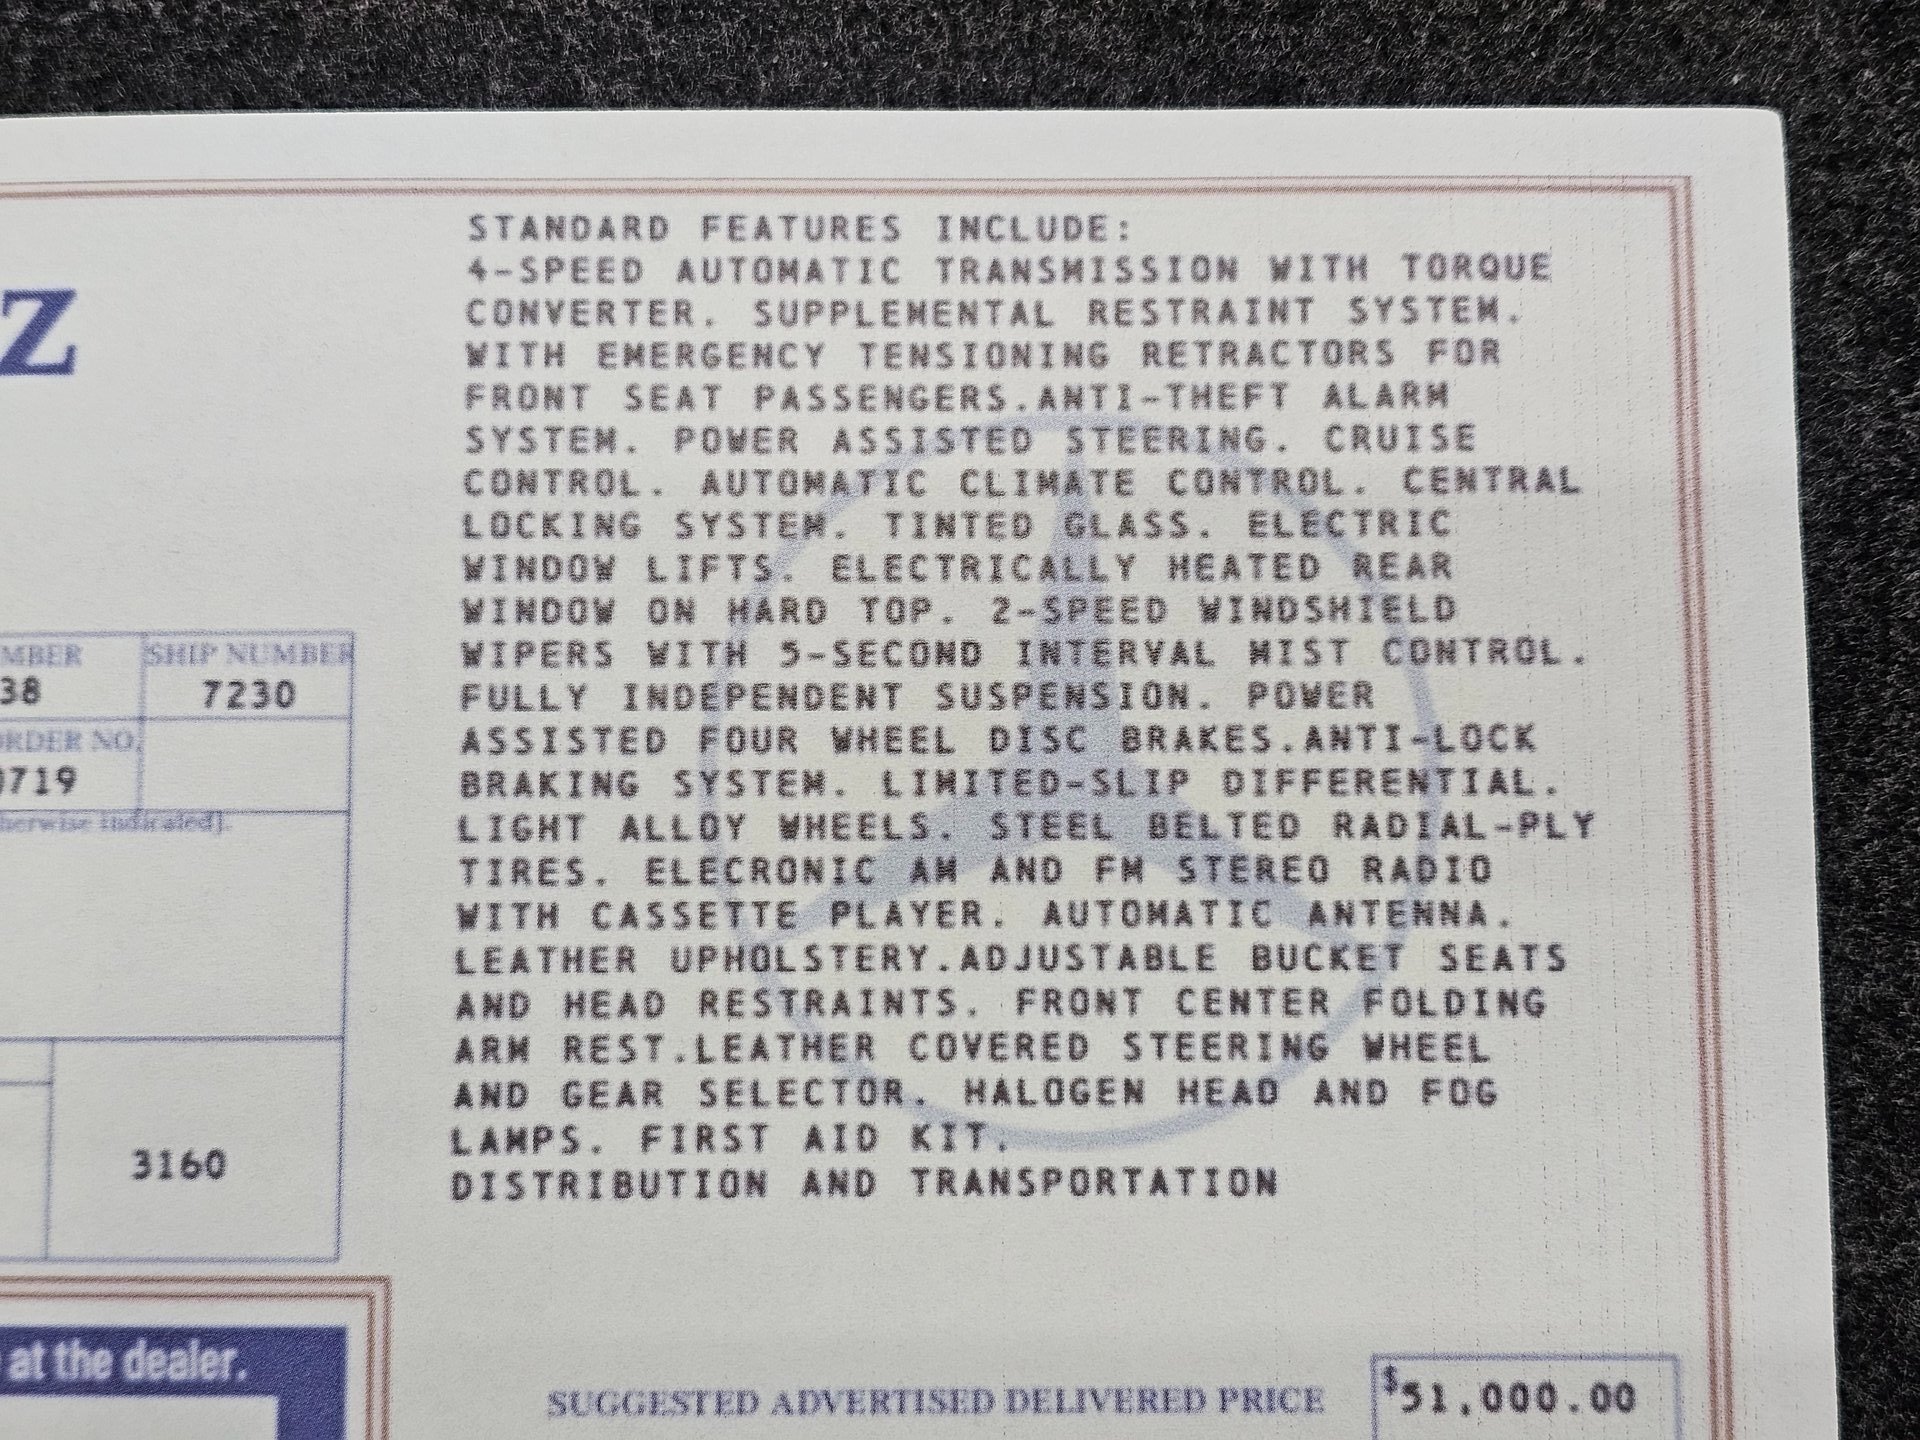 Z
STANDARD FEATURES INCLUDE:
4-SPEED AUTOMATIC TRANSMISSION WITH TORQUE
CONVERTER. SUPPLEMENTAL RESTRAINT SYSTEM.
WITH EMERGENCY TENSIONING RETRACTORS FOR
FRONT SEAT PASSENGERS.ANTI-THEFT ALARM
SYSTEM. POWER ASSISTED STEERING. CRUISE
CONTROL. AUTOMATIC CLIMATE CONTROL. CENTRAL
LOCKING SYSTEM. TINTED GLASS. ELECTRIC
WINDOW LIFTS. ELECTRICALLY HEATED REAR
WINDOW ON HARD TOP. 2-SPEED WINDSHIELD
WIPERS WITH 5-SECOND INTERVAL MIST CONTROL.
FULLY INDEPENDENT SUSPENSION. POWER
ASSISTED FOUR WHEEL DISC BRAKES.ANTI-LOCK
BRAKING SYSTEM. LIMITED-SLIP DIFFERENTIAL.
LIGHT ALLOY WHEELS. STEEL BELTED RADIAL-PLY
TIRES. ELECRONIC AM AND FM STEREO RADIO
WITH CASSETTE PLAYER. AUTOMATIC ANTENNA.
LEATHER UPHOLSTERY.ADJUSTABLE BUCKET SEATS
AND HEAD RESTRAINTS. FRONT CENTER FOLDING
ARM REST.LEATHER COVERED STEERING WHEEL
AND GEAR SELECTOR. HALOGEN HEAD AND FOG
LAMPS. FIRST AID KIT.
DISTRIBUTION AND TRANSPORTATION
MBER SHIP NUMBER
38 7230
ORDER NO.
0719
herwise indicated].
3160
at the dealer.
SUGGESTED ADVERTISED DELIVERED PRICE $51,000.00